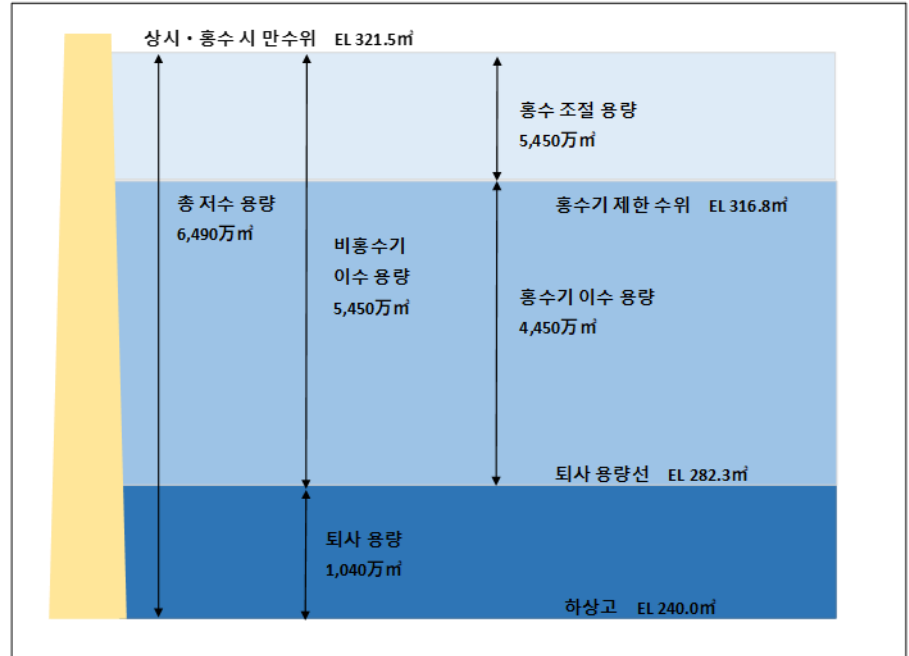 상시・홍수 시 만수위 EL 321.5㎡
홍수 조절 용량
5,450万㎥
총 저수 용량
6,490万㎥
홍수기 제한 수위 EL 316.8㎡
비홍수기
이수 용량
5,450万㎥
홍수기 이수 용량
4,450万㎥
퇴사 용량선 EL 282.3㎡
퇴사 용량
1,040万㎥
하상고 EL 240.0㎡